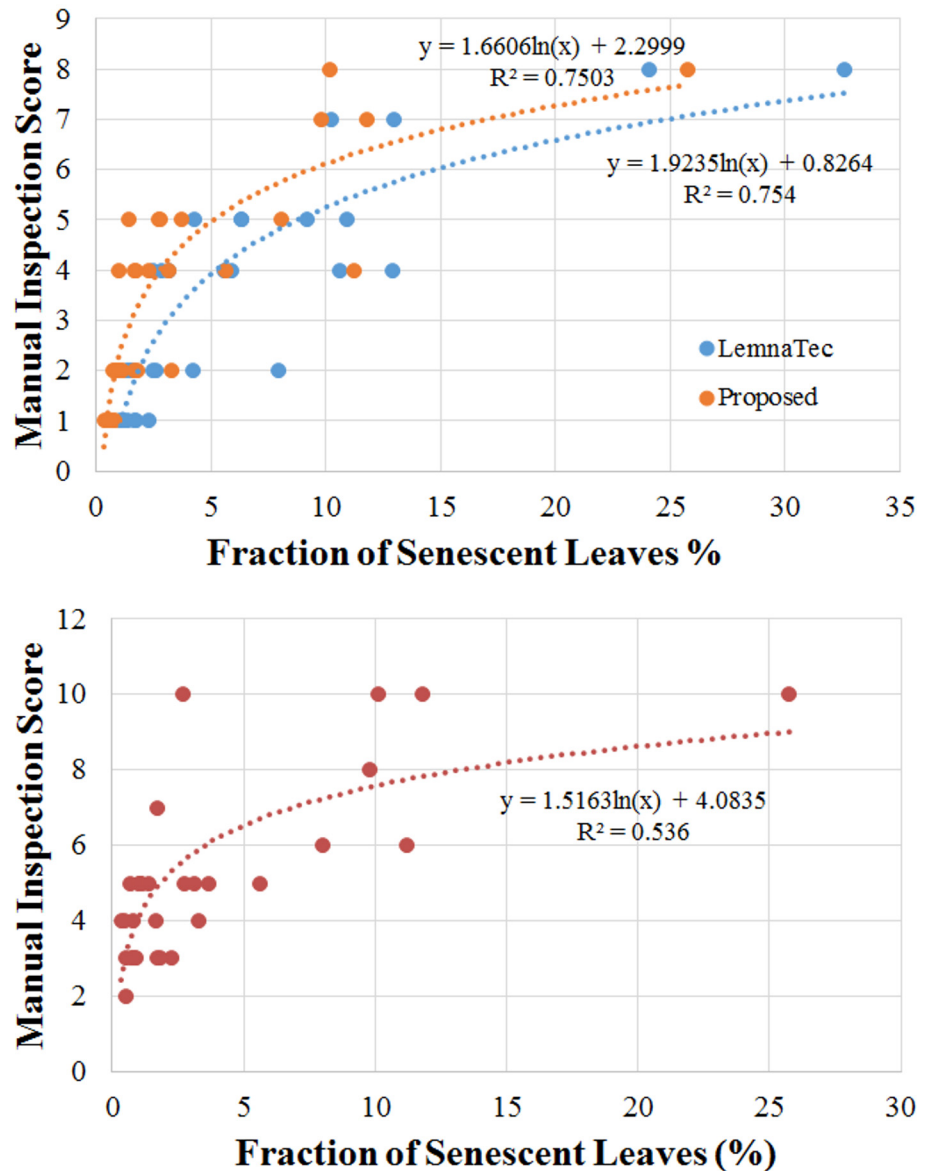 Manual Inspection Score
9
8
7
6
5
4
3
2
1
0
y = 1.6606ln(x) + 2.2999
R² = 0.7503
y = 1.9235ln(x) + 0.8264
R² = 0.754
LemnaTec
Proposed
0 5 10 15 20 25 30 35
Fraction of Senescent Leaves %
Manual Inspection Score
12
10
8
6
4
2
0
y = 1.5163ln(x) + 4.0835
R² = 0.536
0 5 10 15 20 25 30
Fraction of Senescent Leaves (%)